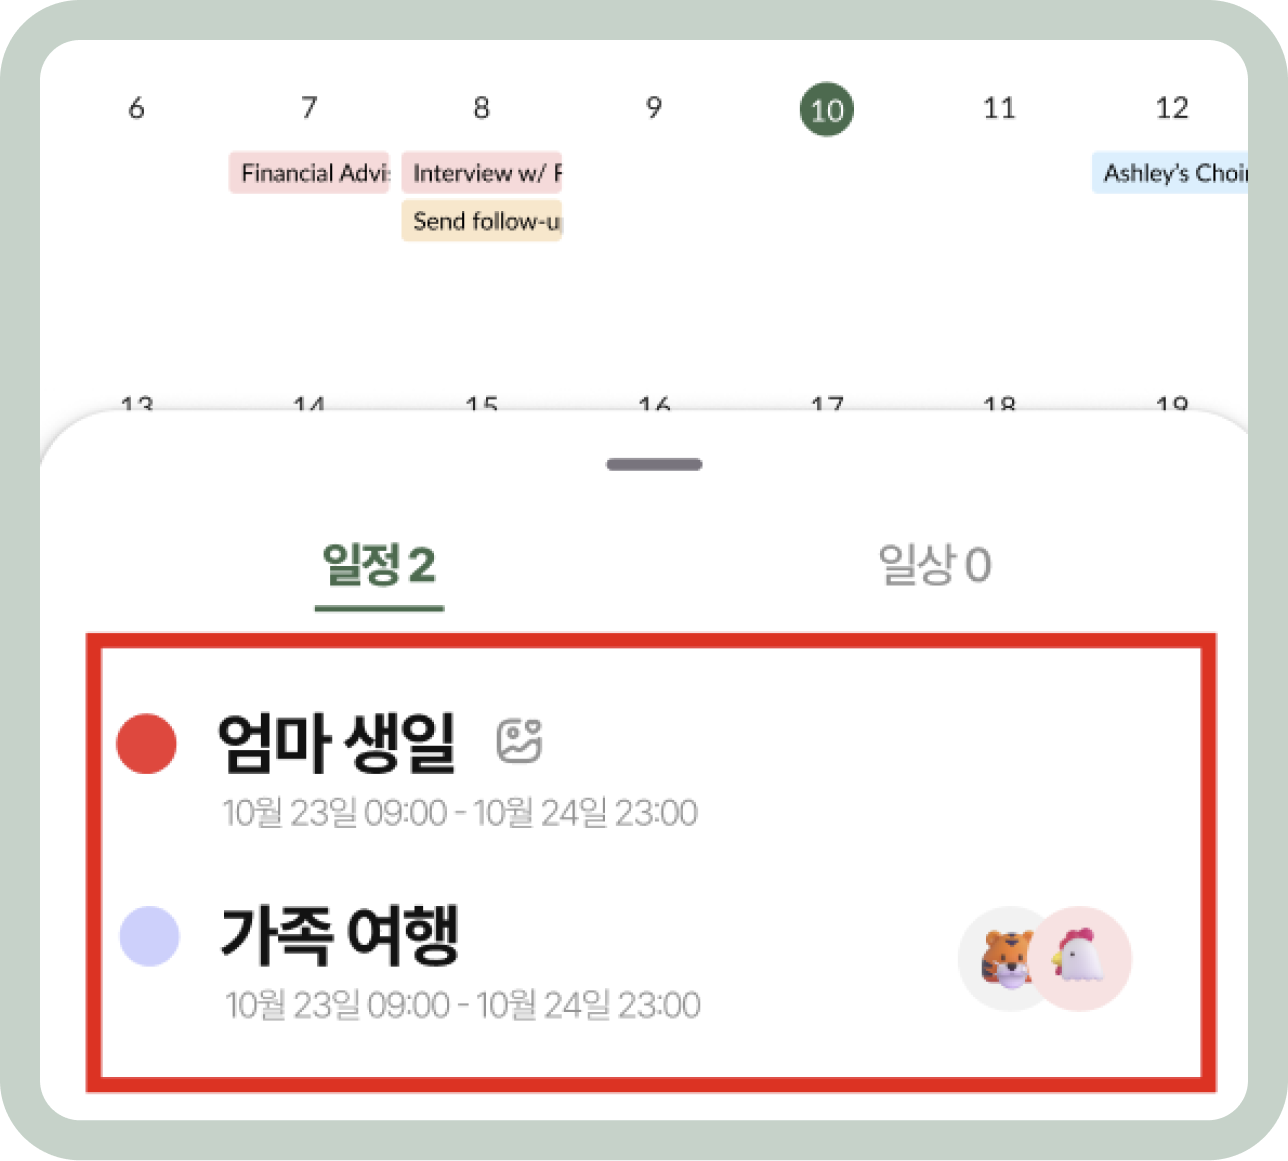 6 7 8 9 10 11 12
Financial Advis Interview w/ Ashley's Choir
Send follow-up
13 14 15 16 17 18 19
일정 2 일상 0
엄마 생일
10월 23일 09:00 - 10월 24일 23:00
가족 여행
10월 23일 09:00 - 10월 24일 23:00